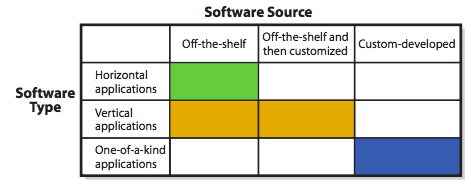 Software Source
Off-the-shelf
Off-the-shelf and
then customized
Custom-developed
Software
Type
Horizontal
applications
Vertical
applications
One-of-a-kind
applications